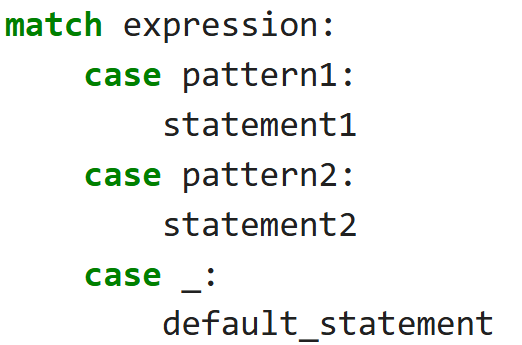 match expression:
    case pattern1:
        statement1
    case pattern2:
        statement2
    case _:
        default_statement